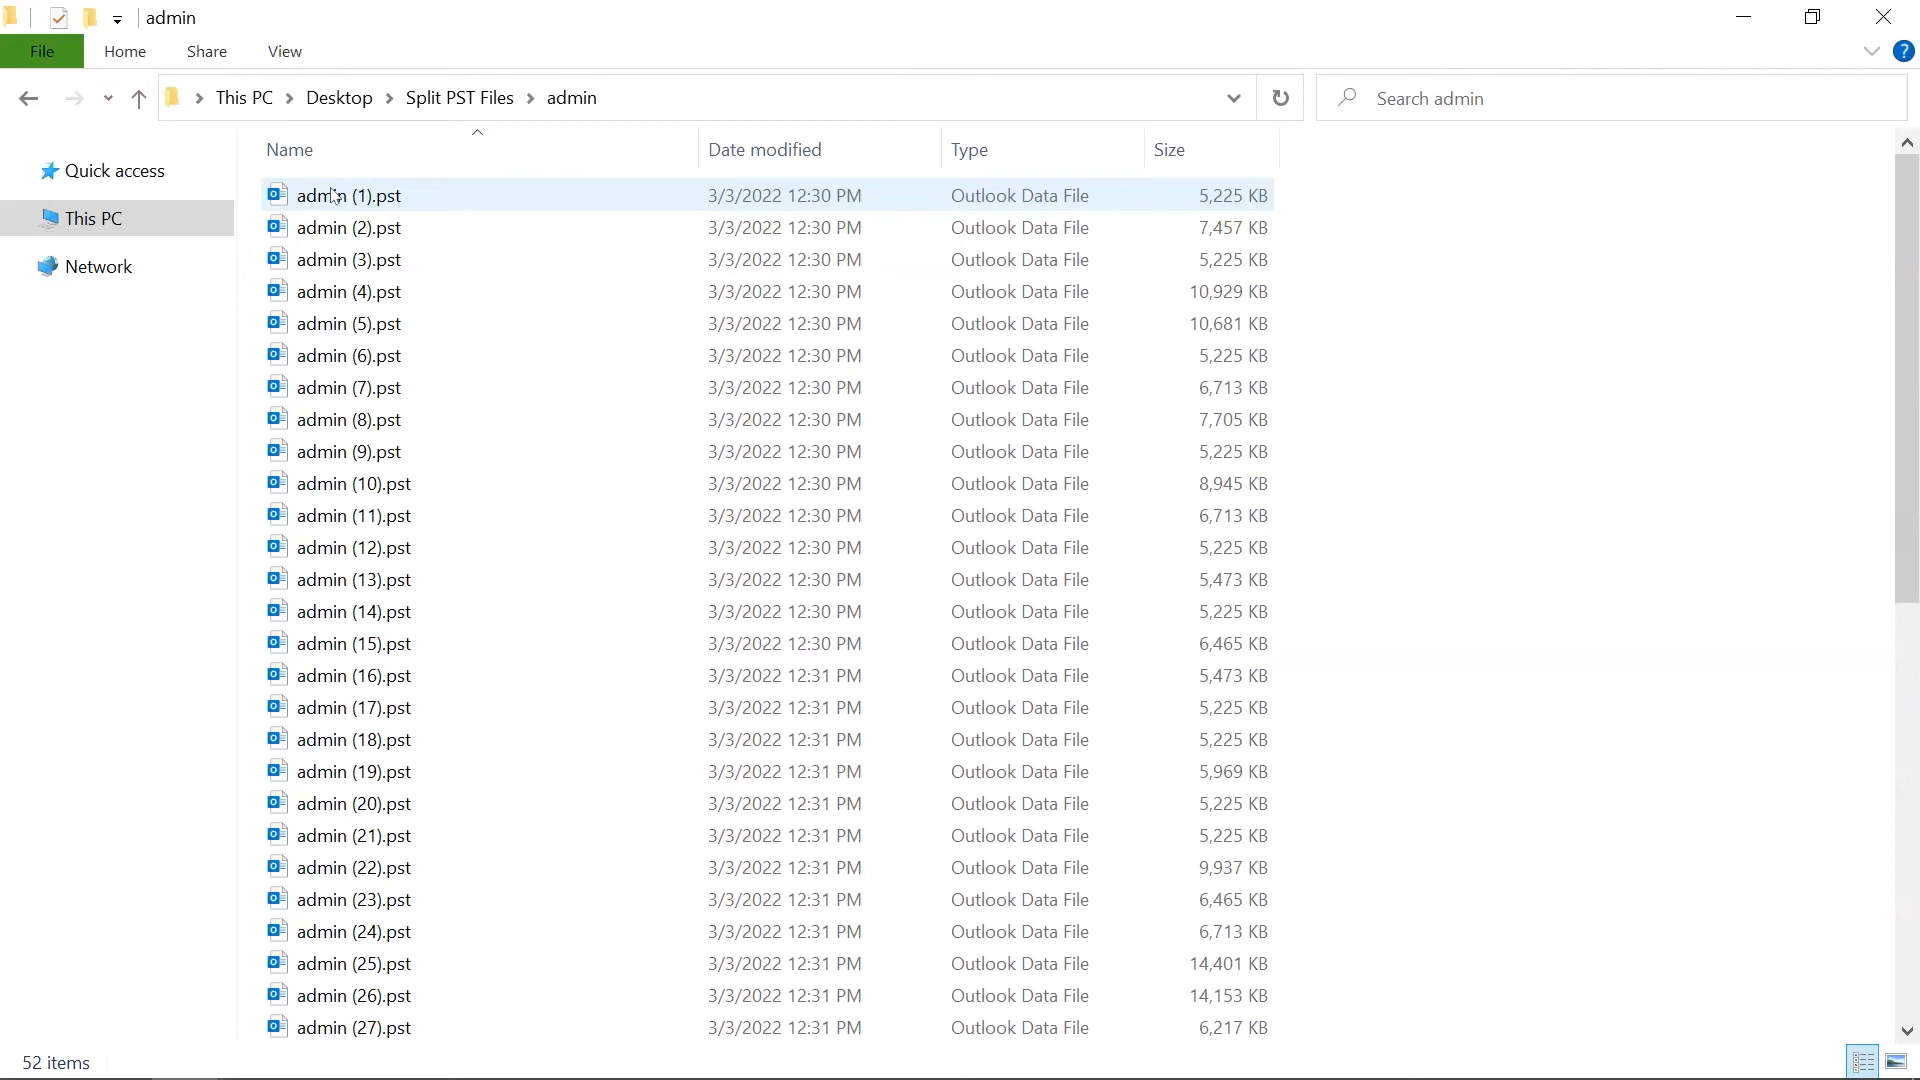 admin
File Home Share View ?
This PC Desktop Split PST Files admin Search admin
Name Date modified Type Size
Quick access
This PC
Network
admin (1).pst 3/3/2022 12:30 PM Outlook Data File 5,225 KB
admin (2).pst 3/3/2022 12:30 PM Outlook Data File 7,457 KB
admin (3).pst 3/3/2022 12:30 PM Outlook Data File 5,225 KB
admin (4).pst 3/3/2022 12:30 PM Outlook Data File 10,929 KB
admin (5).pst 3/3/2022 12:30 PM Outlook Data File 10,681 KB
admin (6).pst 3/3/2022 12:30 PM Outlook Data File 5,225 KB
admin (7).pst 3/3/2022 12:30 PM Outlook Data File 6,713 KB
admin (8).pst 3/3/2022 12:30 PM Outlook Data File 7,705 KB
admin (9).pst 3/3/2022 12:30 PM Outlook Data File 5,225 KB
admin (10).pst 3/3/2022 12:30 PM Outlook Data File 8,945 KB
admin (11).pst 3/3/2022 12:30 PM Outlook Data File 6,713 KB
admin (12).pst 3/3/2022 12:30 PM Outlook Data File 5,225 KB
admin (13).pst 3/3/2022 12:30 PM Outlook Data File 5,473 KB
admin (14).pst 3/3/2022 12:30 PM Outlook Data File 5,225 KB
admin (15).pst 3/3/2022 12:30 PM Outlook Data File 6,465 KB
admin (16).pst 3/3/2022 12:31 PM Outlook Data File 5,473 KB
admin (17).pst 3/3/2022 12:31 PM Outlook Data File 5,225 KB
admin (18).pst 3/3/2022 12:31 PM Outlook Data File 5,225 KB
admin (19).pst 3/3/2022 12:31 PM Outlook Data File 5,969 KB
admin (20).pst 3/3/2022 12:31 PM Outlook Data File 5,225 KB
admin (21).pst 3/3/2022 12:31 PM Outlook Data File 5,225 KB
admin (22).pst 3/3/2022 12:31 PM Outlook Data File 9,937 KB
admin (23).pst 3/3/2022 12:31 PM Outlook Data File 6,465 KB
admin (24).pst 3/3/2022 12:31 PM Outlook Data File 6,713 KB
admin (25).pst 3/3/2022 12:31 PM Outlook Data File 14,401 KB
admin (26).pst 3/3/2022 12:31 PM Outlook Data File 14,153 KB
admin (27).pst 3/3/2022 12:31 PM Outlook Data File 6,217 KB
52 items